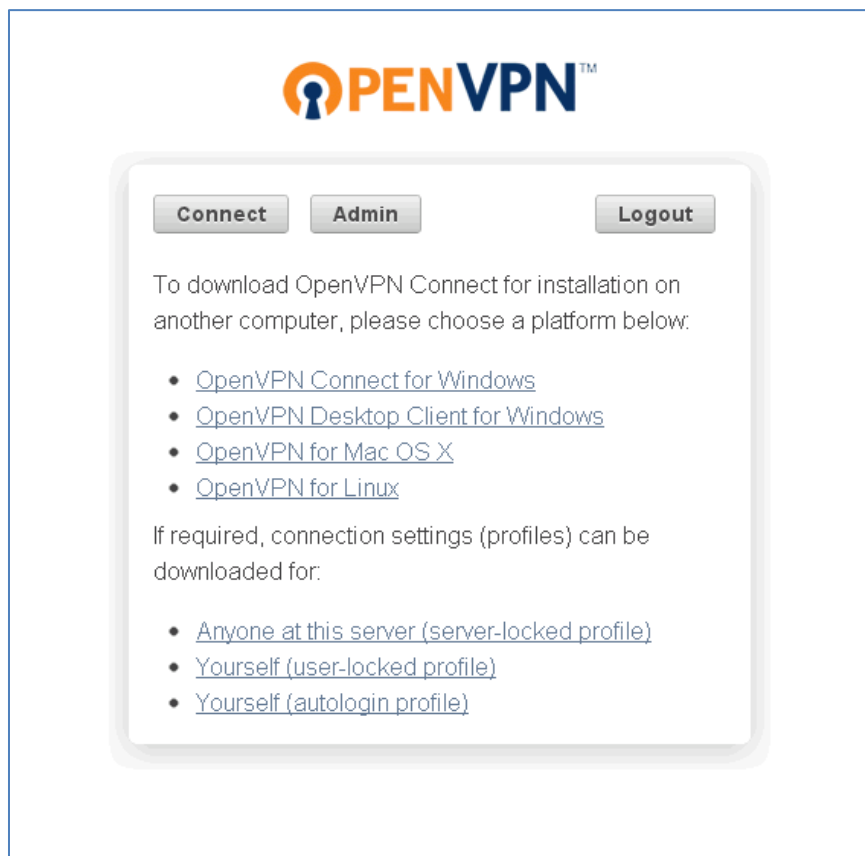 OPENVPN™
Connect Admin Logout
To download OpenVPN Connect for installation on
another computer, please choose a platform below:
• OpenVPN Connect for Windows
• OpenVPN Desktop Client for Windows
• OpenVPN for Mac OS X
• OpenVPN for Linux
If required, connection settings (profiles) can be
downloaded for:
• Anyone at this server (server-locked profile)
• Yourself (user-locked profile)
• Yourself (autologin profile)